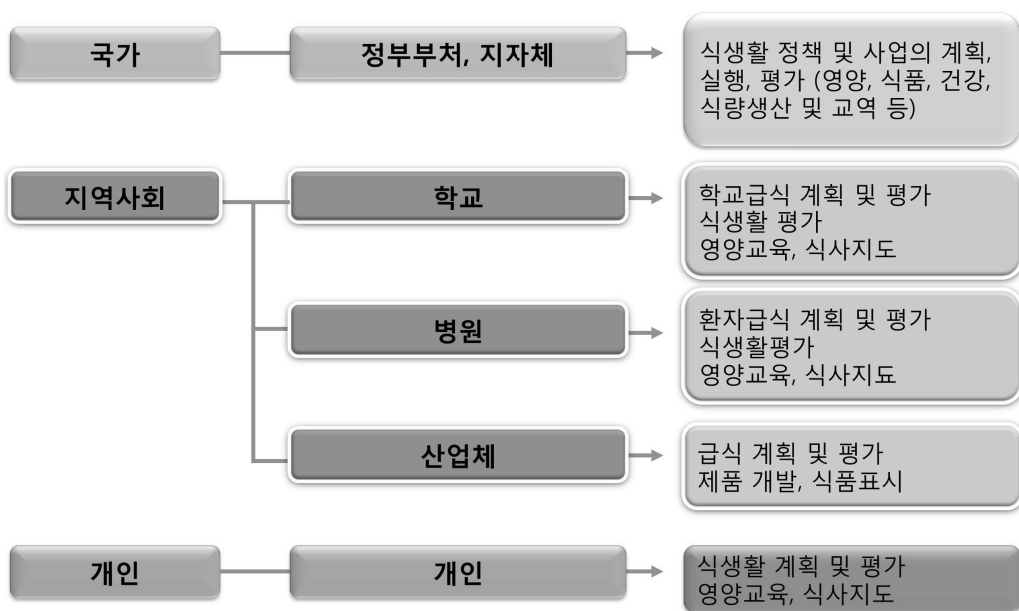 국가
정부부처, 지자체
식생활 정책 및 사업의 계획,
실행, 평가 (영양, 식품, 건강,
식량생산 및 교역 등)
지역사회
학교
학교급식 계획 및 평가
식생활 평가
영양교육, 식사지도
병원
환자급식 계획 및 평가
식생활평가
영양교육, 식사지됴
산업체
급식 계획 및 평가
제품 개발, 식품표시
개인
개인
식생활 계획 및 평가
영양교육, 식사지도